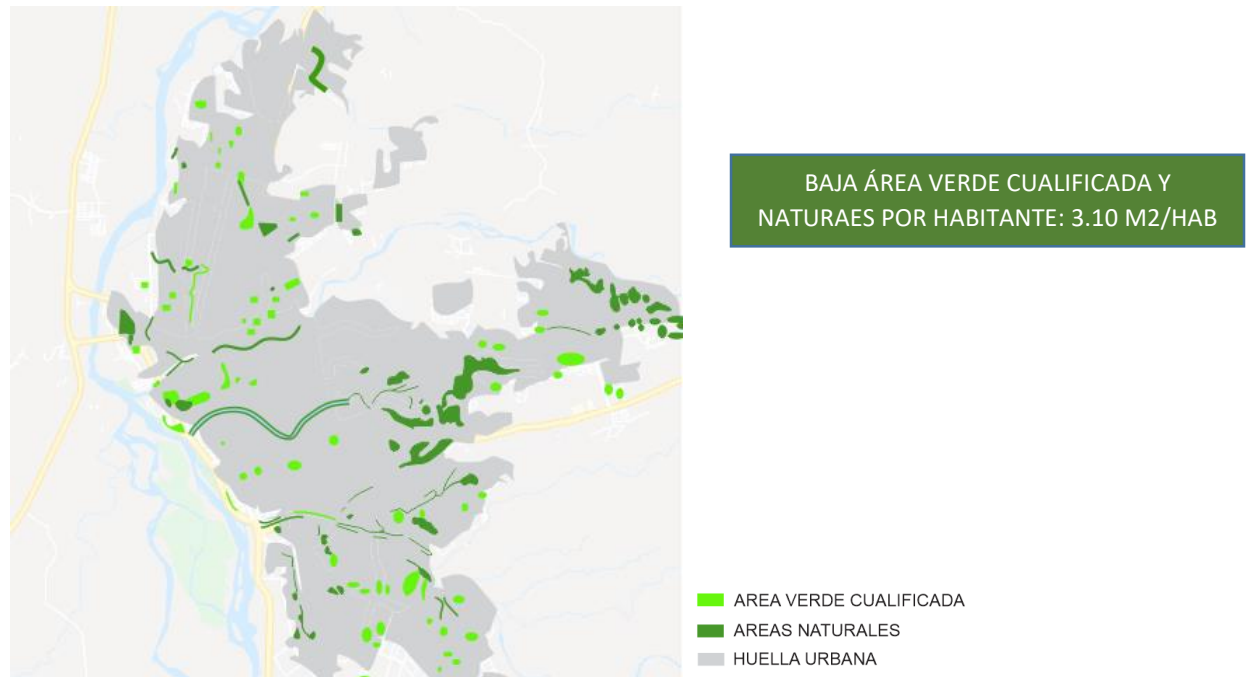 BAJA ÁREA VERDE CUALIFICADA Y
NATURAES POR HABITANTE: 3.10 M2/HAB
AREA VERDE CUALIFICADA
AREAS NATURALES
HUELLA URBANA